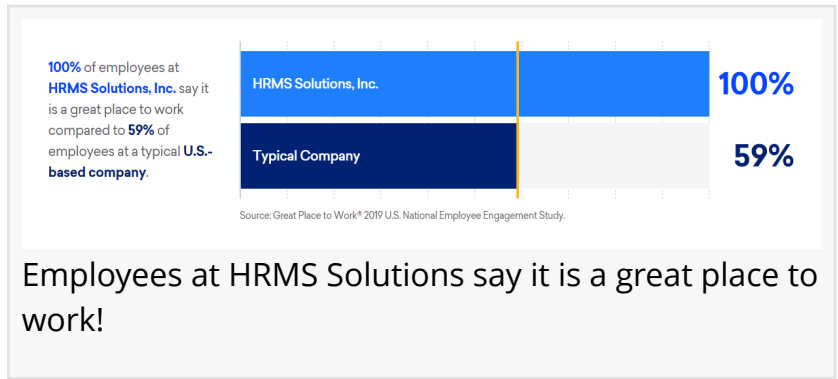 100% of employees at
HRMS Solutions, Inc. say it
is a great place to work
compared to 59% of
employees at a typical U.S.-
based company.
HRMS Solutions, Inc.
100%
Typical Company
59%
Source: Great Place to Work® 2019 U.S. National Employee Engagement Study.
Employees at HRMS Solutions say it is a great place to
work!